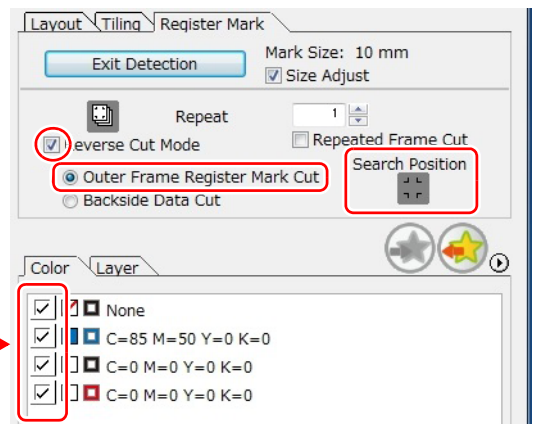 Layout Tiling Register Mark
Exit Detection
Mark Size: 10 mm
Size Adjust
Repeat 1
Reverse Cut Mode
Repeated Frame Cut
Outer Frame Register Mark Cut
Search Position
Backside Data Cut
Color Layer
None
C=85 M=50 Y=0 K=0
C=0 M=0 Y=0 K=0
C=0 M=0 Y=0 K=0